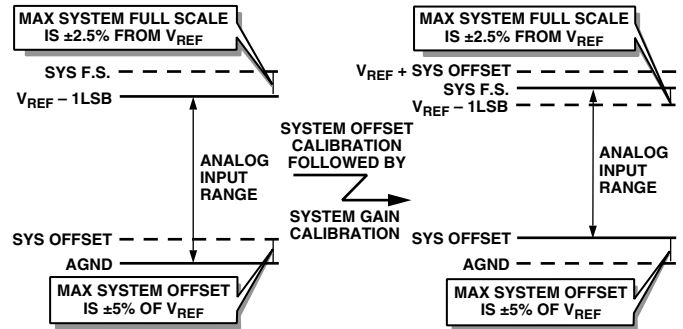 MAX SYSTEM FULL SCALE
IS ±2.5% FROM VREF
SYS F.S.
VREF – 1LSB
ANALOG
INPUT
RANGE
SYS OFFSET
AGND
MAX SYSTEM OFFSET
IS ±5% OF VREF
SYSTEM OFFSET
CALIBRATION
FOLLOWED BY
SYSTEM GAIN
CALIBRATION
MAX SYSTEM FULL SCALE
IS ±2.5% FROM VREF
VREF + SYS OFFSET
SYS F.S.
VREF – 1LSB
ANALOG
INPUT
RANGE
SYS OFFSET
AGND
MAX SYSTEM OFFSET
IS ±5% OF VREF